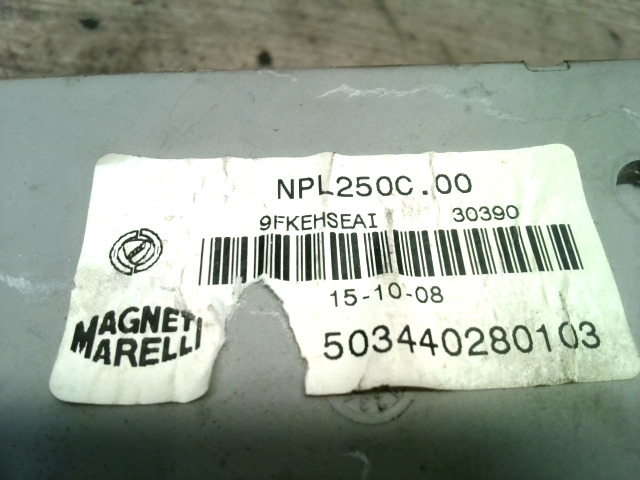 NPL250C.00
9FKEHSEAI 30390
15-10-08
MAGNETI
MARELLI
503440280103